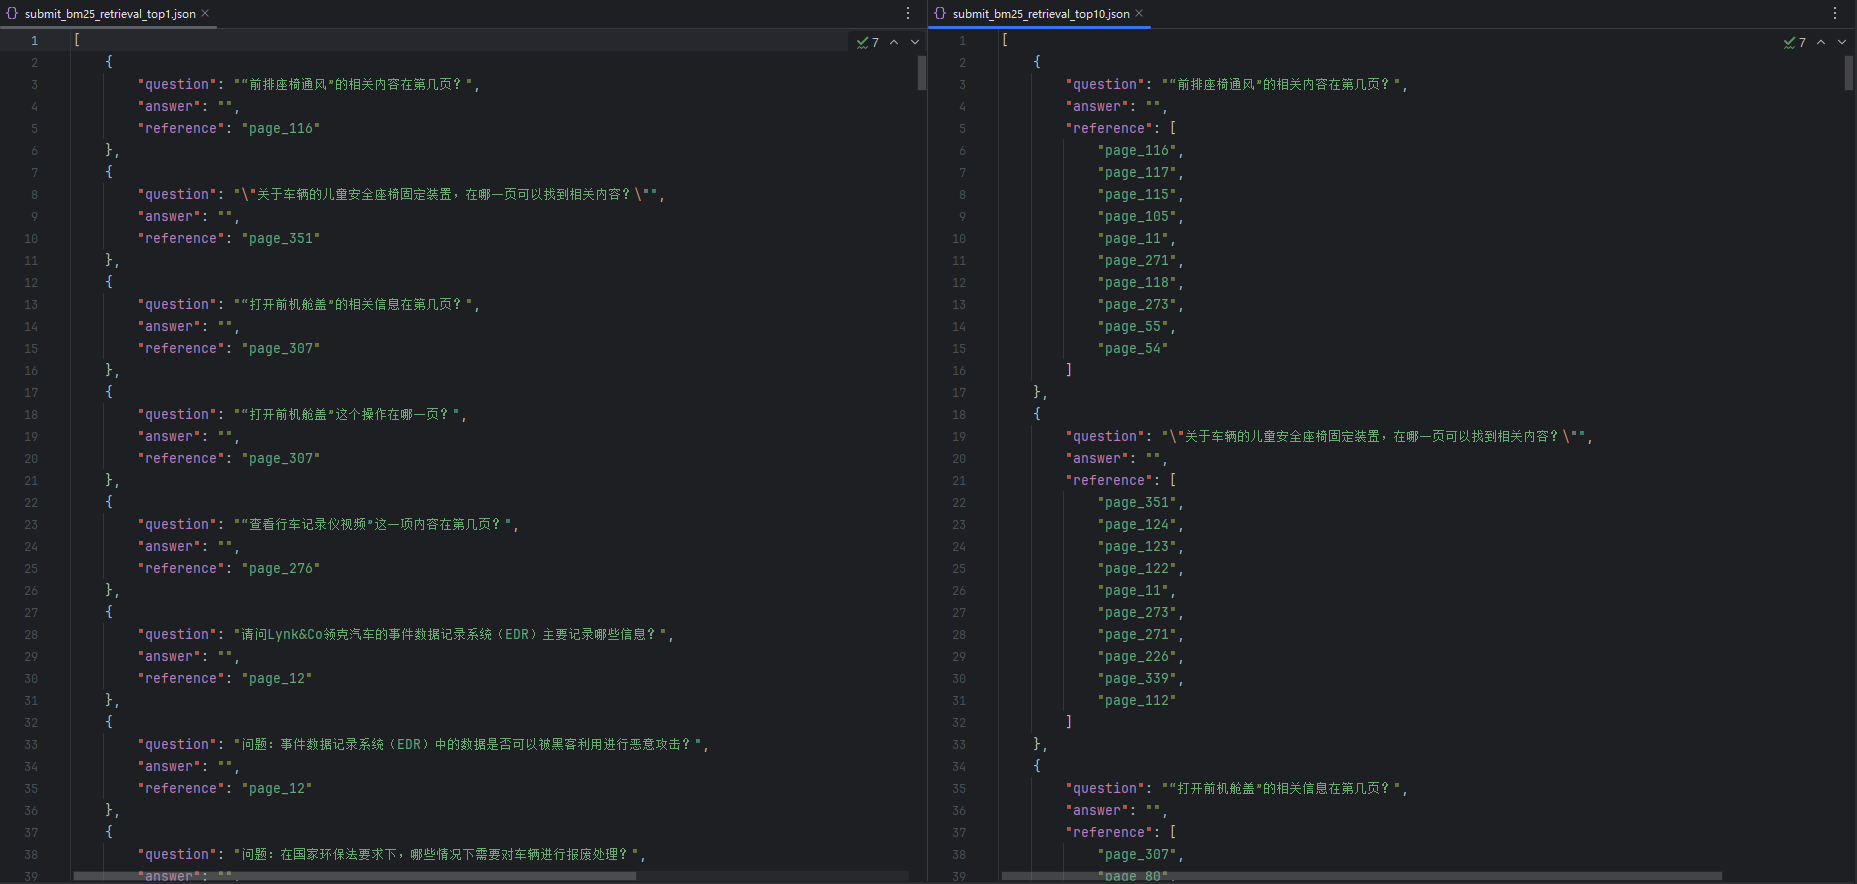 submit_bm25_retrieval_top1.json
7
1 [
2 {
3 "question": "“前排座椅通风”的相关内容在第几页？",
4 "answer": "",
5 "reference": "page_116"
6 },
7 {
8 "question": "\"关于车辆的儿童安全座椅固定装置，在哪一页可以找到相关内容？\"",
9 "answer": "",
10 "reference": "page_351"
11 },
12 {
13 "question": "“打开前机舱盖”的相关信息在第几页？",
14 "answer": "",
15 "reference": "page_307"
16 },
17 {
18 "question": "“打开前机舱盖”这个操作在哪一页？",
19 "answer": "",
20 "reference": "page_307"
21 },
22 {
23 "question": "“查看行车记录仪视频”这一项内容在第几页？",
24 "answer": "",
25 "reference": "page_276"
26 },
27 {
28 "question": "请问Lynk&Co领克汽车的事件数据记录系统（EDR）主要记录哪些信息？",
29 "answer": "",
30 "reference": "page_12"
31 },
32 {
33 "question": "问题：事件数据记录系统（EDR）中的数据是否可以被黑客利用进行恶意攻击？",
34 "answer": "",
35 "reference": "page_12"
36 },
37 {
38 "question": "问题：在国家环保法要求下，哪些情况下需要对车辆进行报废处理？",
39 "answer": "",
submit_bm25_retrieval_top10.json
7
1 [
2 {
3 "question": "“前排座椅通风”的相关内容在第几页？",
4 "answer": "",
5 "reference": [
6 "page_116",
7 "page_117",
8 "page_115",
9 "page_105",
10 "page_11",
11 "page_271",
12 "page_118",
13 "page_273",
14 "page_55",
15 "page_54"
16 ]
17 },
18 {
19 "question": "\"关于车辆的儿童安全座椅固定装置，在哪一页可以找到相关内容？\"",
20 "answer": "",
21 "reference": [
22 "page_351",
23 "page_124",
24 "page_123",
25 "page_122",
26 "page_11",
27 "page_273",
28 "page_271",
29 "page_226",
30 "page_339",
31 "page_112"
32 ]
33 },
34 {
35 "question": "“打开前机舱盖”的相关信息在第几页？",
36 "answer": "",
37 "reference": [
38 "page_307",
39 "page_80",